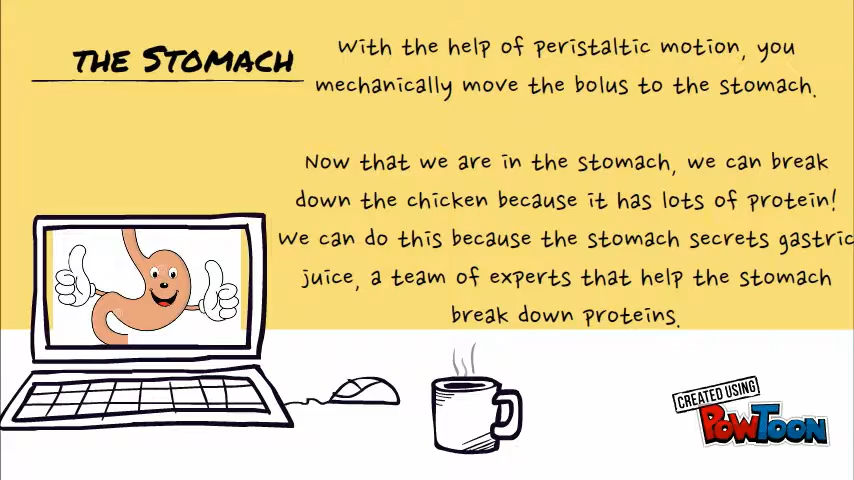 the Stomach
With the help of peristaltic motion, you
mechanically move the bolus to the stomach.
Now that we are in the stomach, we can break
down the chicken because it has lots of protein!
We can do this because the stomach secrets gastric
juice, a team of experts that help the stomach
break down proteins.
CREATED USING
POWTOON